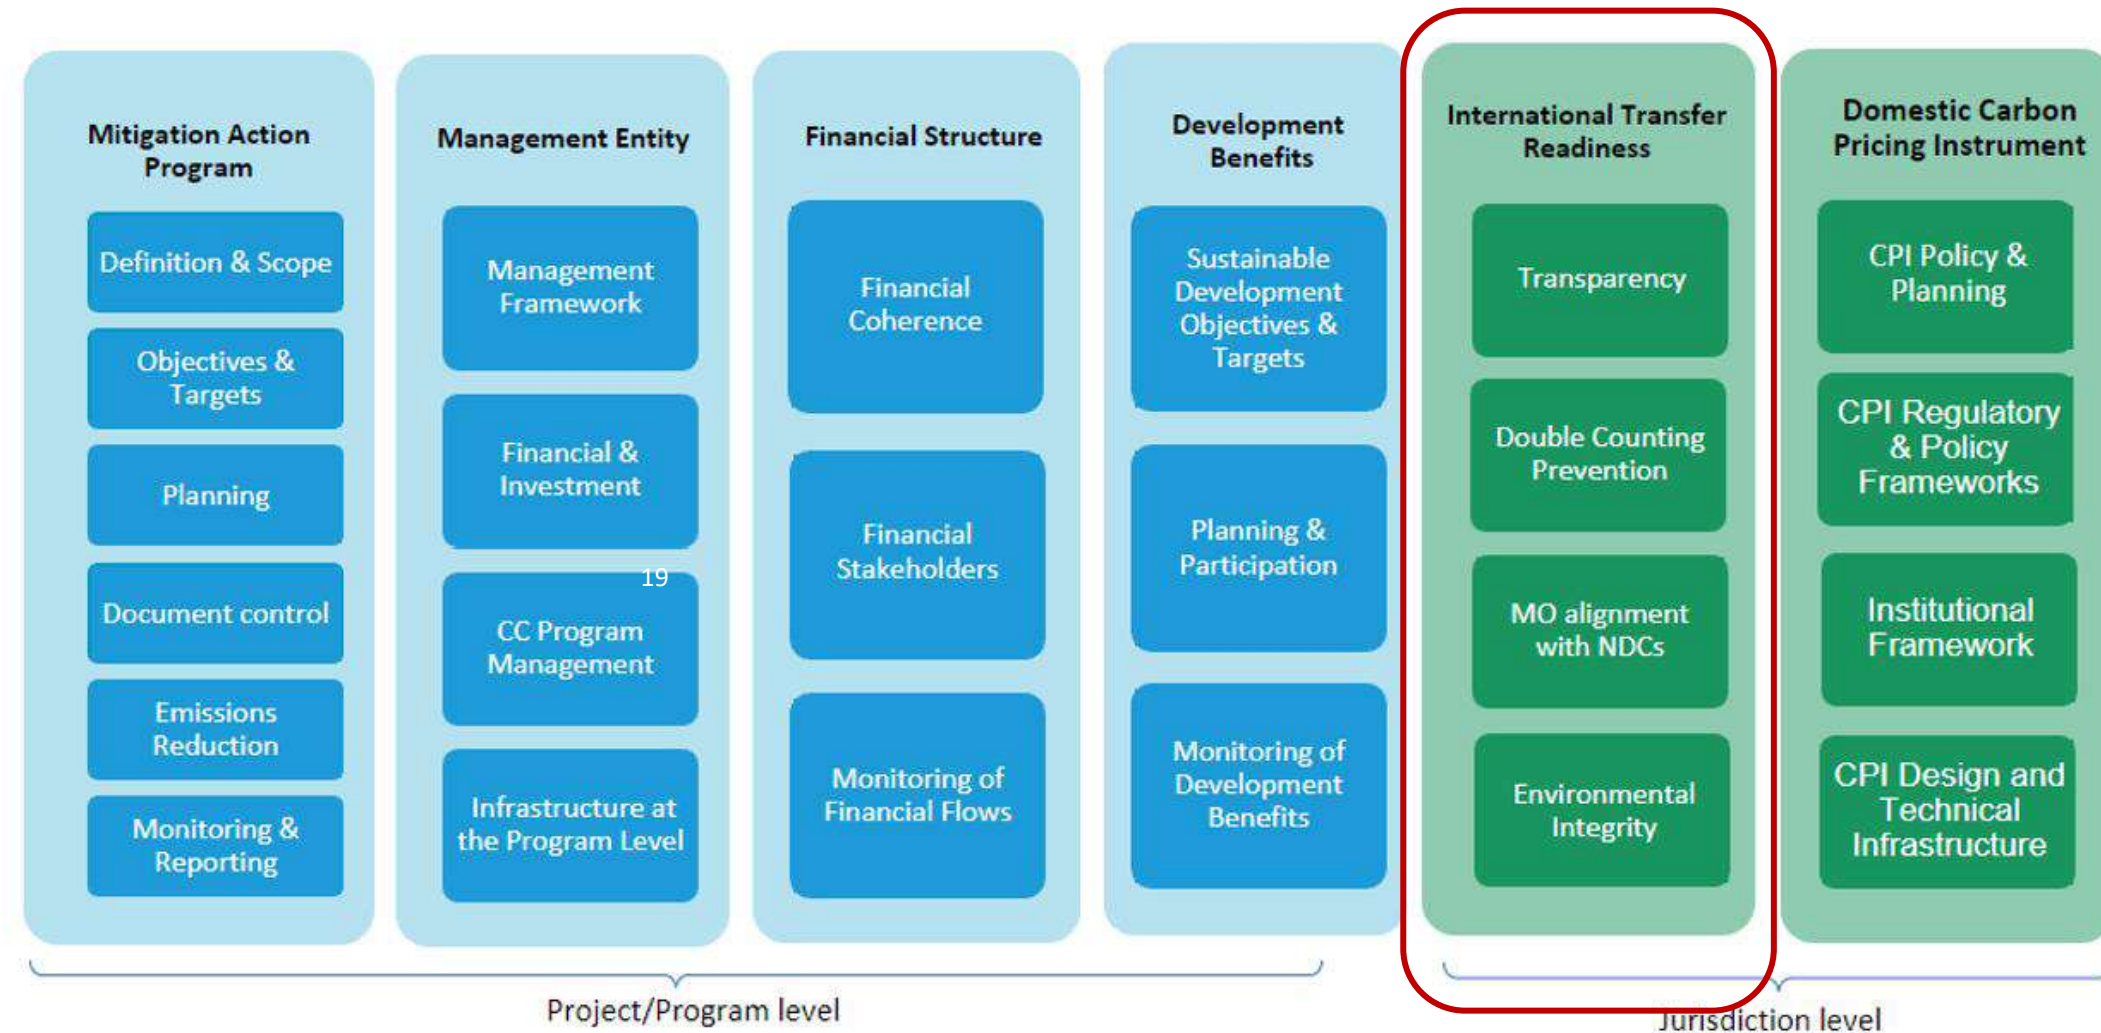 Mitigation Action
Program
Definition & Scope
Objectives &
Targets
Planning
Document control
Emissions
Reduction
Monitoring &
Reporting
Management Entity
Management
Framework
Financial &
Investment
19
CC Program
Management
Infrastructure at
the Program Level
Financial Structure
Financial
Coherence
Financial
Stakeholders
Monitoring of
Financial Flows
Development
Benefits
Sustainable
Development
Objectives &
Targets
Planning &
Participation
Monitoring of
Development
Benefits
International Transfer
Readiness
Transparency
Double Counting
Prevention
MO alignment
with NDCs
Environmental
Integrity
Domestic Carbon
Pricing Instrument
CPI Policy &
Planning
CPI Regulatory
& Policy
Frameworks
Institutional
Framework
CPI Design and
Technical
Infrastructure
Project/Program level
Jurisdiction level